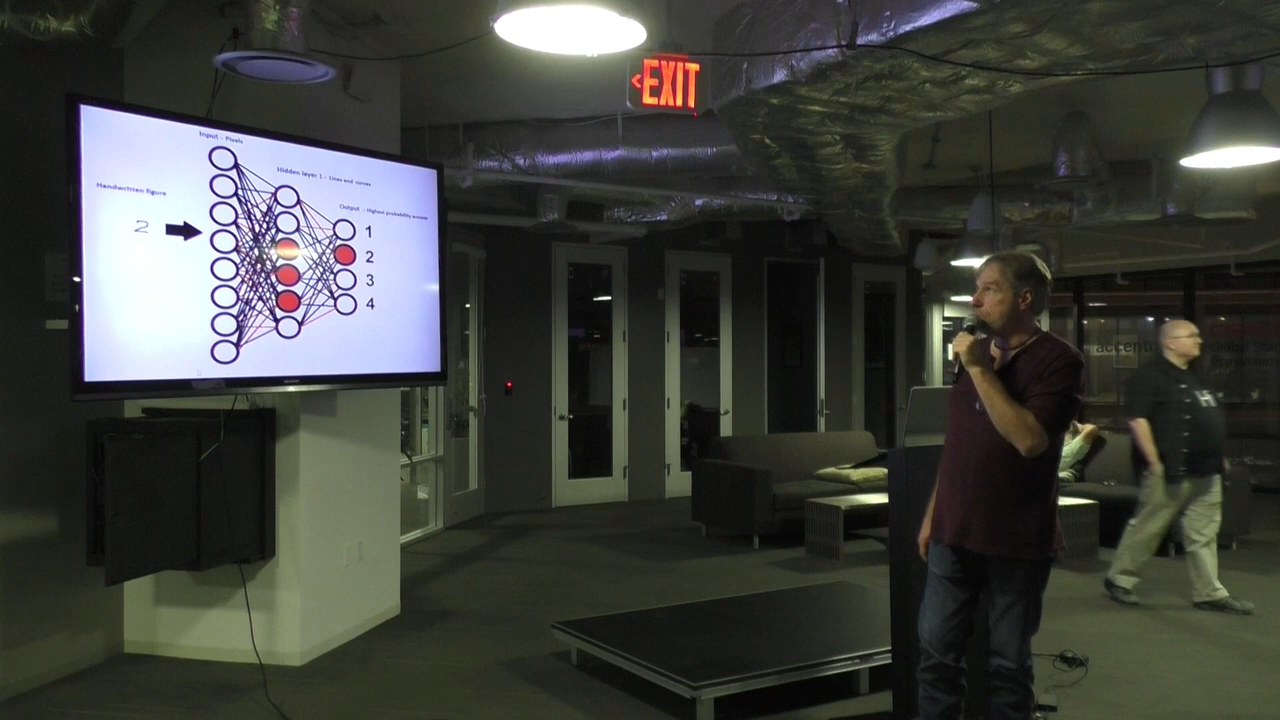 EXIT
Input - Pixels
Hidden layer 1 - Lines and curves
Handwritten figure
Output - Highest probability answer
2
1
2
3
4
accent